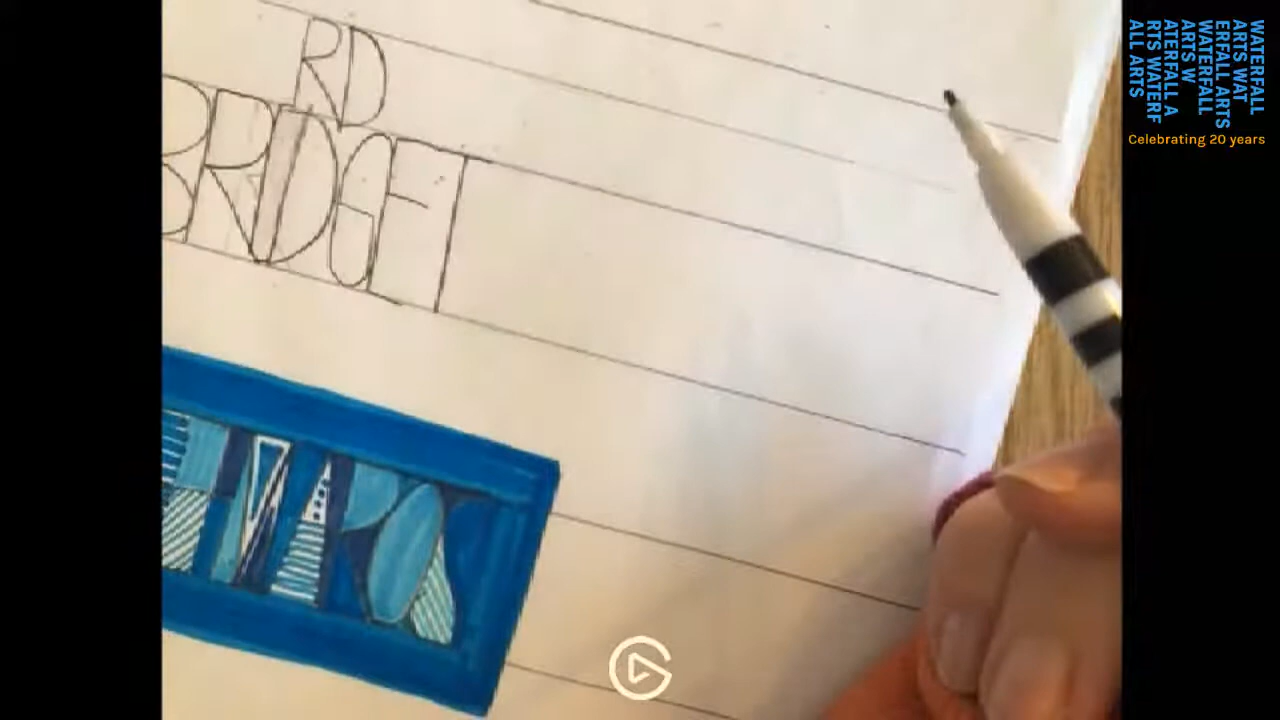 RD
BRIDGET
WATERFALL
ARTS WAT
ERFALL ARTS
WATERFALL
ARTS W
ATERFALL A
RTS WATERF
ALL ARTS
Celebrating 20 years